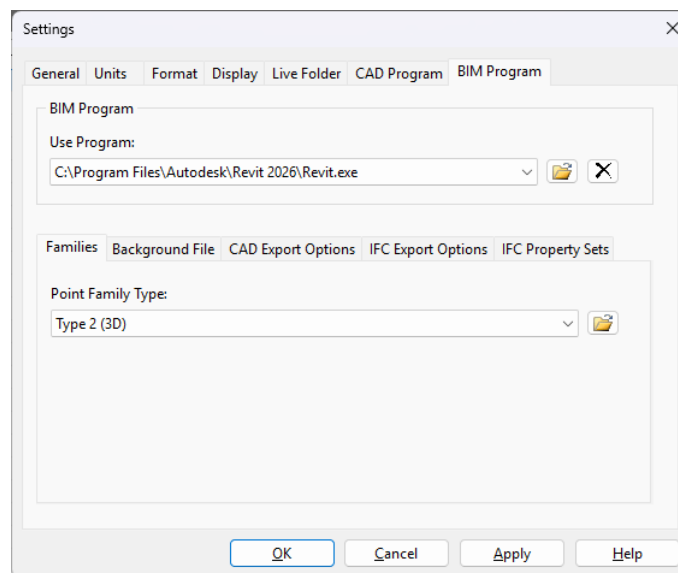 Settings
General Units Format Display Live Folder CAD Program BIM Program
BIM Program
Use Program:
C:\Program Files\Autodesk\Revit 2026\Revit.exe
Families Background File CAD Export Options IFC Export Options IFC Property Sets
Point Family Type:
Type 2 (3D)
OK Cancel Apply Help